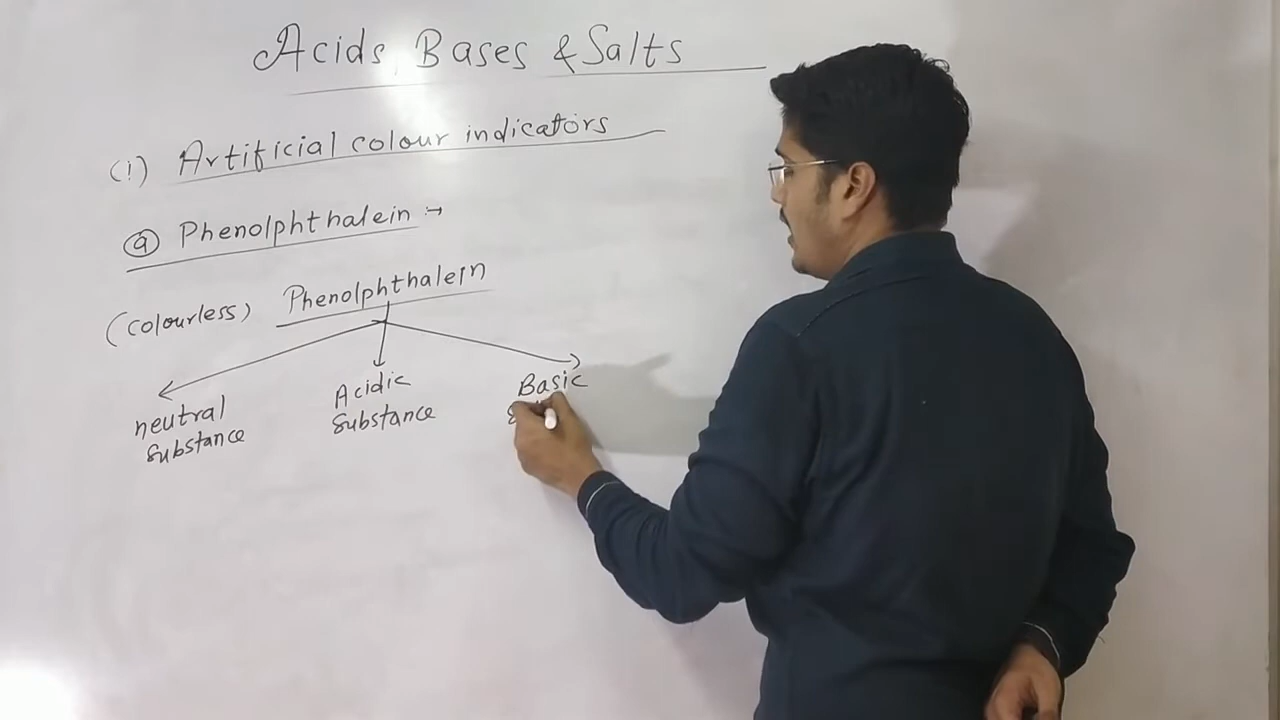 Acids, Bases & Salts
(1) Artificial colour indicators
(a) Phenolphthalein :→
(Colourless) Phenolphthalein
neutral
Substance
Acidic
Substance
Basic